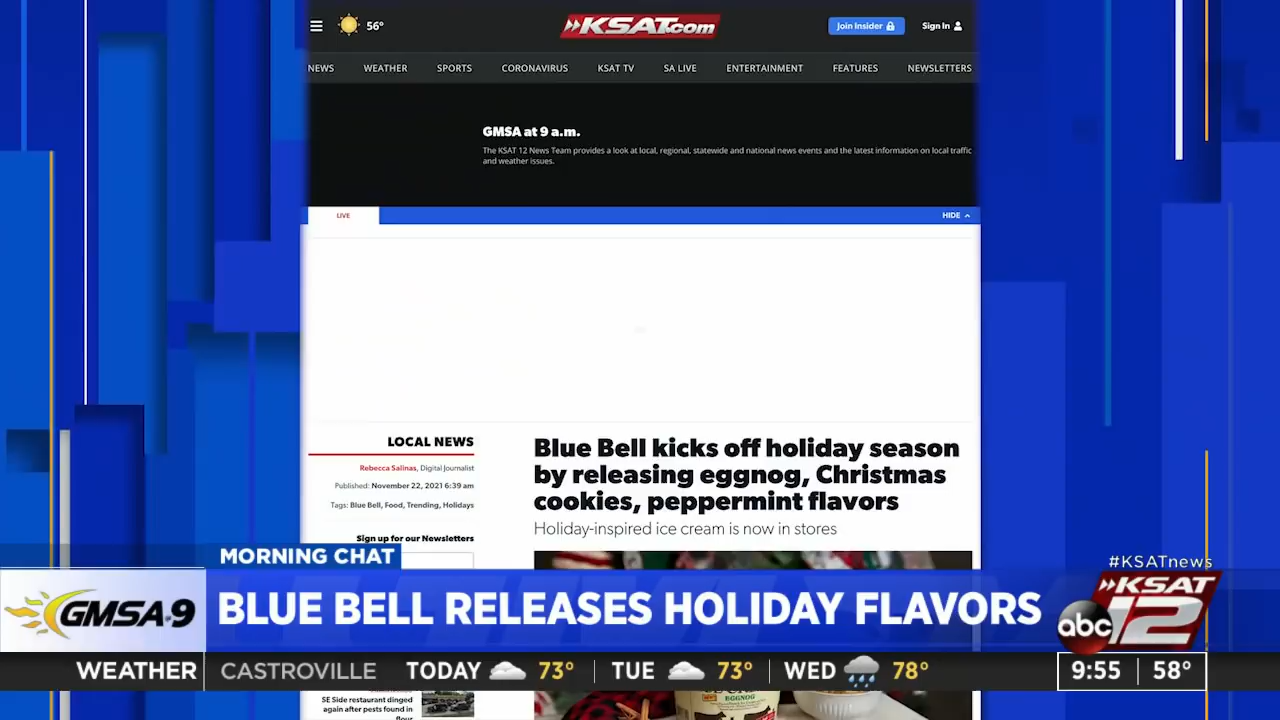 56°
KSAT.com
Join Insider
Sign In
NEWS WEATHER SPORTS CORONAVIRUS KSAT TV SA LIVE ENTERTAINMENT FEATURES NEWSLETTERS
GMSA at 9 a.m.
The KSAT 12 News Team provides a look at local, regional, statewide and national news events and the latest information on local traffic
and weather issues.
LIVE
HIDE
LOCAL NEWS
Rebecca Salinas, Digital Journalist
Published: November 22, 2021 6:39 am
Tags: Blue Bell, Food, Trending, Holidays
Sign up for our Newsletters
Blue Bell kicks off holiday season
by releasing eggnog, Christmas
cookies, peppermint flavors
Holiday-inspired ice cream is now in stores
MORNING CHAT
#KSATnews
GMSA at 9
BLUE BELL RELEASES HOLIDAY FLAVORS
KSAT
abc 12
WEATHER CASTROVILLE TODAY 73° TUE 73° WED 78° 9:55 58°
SE Side restaurant dinged
again after pests found in
flour
EGGNOG